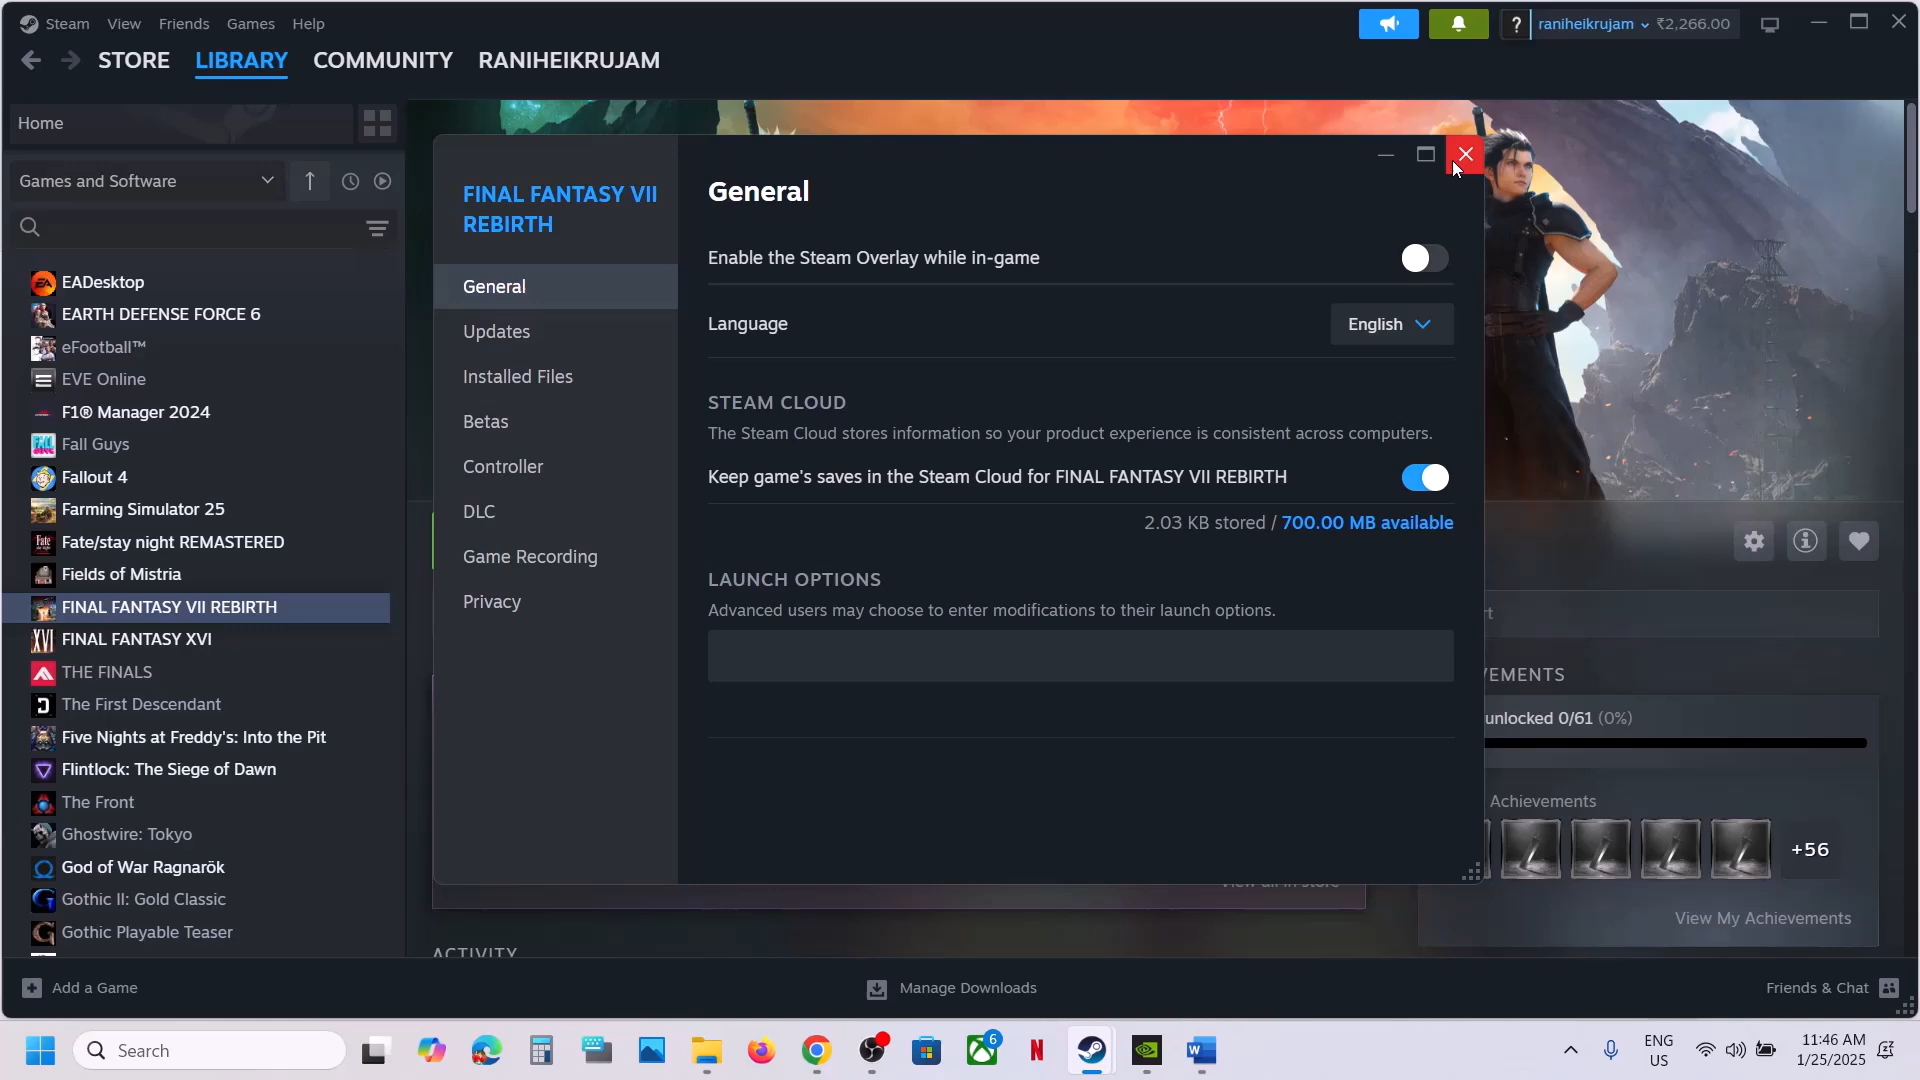 Steam View Friends Games Help
? raniheikrujam ₹2,266.00
STORE LIBRARY COMMUNITY RANIHEIKRUJAM
Home
Games and Software
EADesktop
EARTH DEFENSE FORCE 6
eFootball™
EVE Online
F1® Manager 2024
Fall Guys
Fallout 4
Farming Simulator 25
Fate/stay night REMASTERED
Fields of Mistria
FINAL FANTASY VII REBIRTH
FINAL FANTASY XVI
THE FINALS
The First Descendant
Five Nights at Freddy's: Into the Pit
Flintlock: The Siege of Dawn
The Front
Ghostwire: Tokyo
God of War Ragnarök
Gothic II: Gold Classic
Gothic Playable Teaser
FINAL FANTASY VII
REBIRTH
General
Updates
Installed Files
Betas
Controller
DLC
Game Recording
Privacy
General
Enable the Steam Overlay while in-game
Language English
STEAM CLOUD
The Steam Cloud stores information so your product experience is consistent across computers.
Keep game's saves in the Steam Cloud for FINAL FANTASY VII REBIRTH
2.03 KB stored / 700.00 MB available
LAUNCH OPTIONS
Advanced users may choose to enter modifications to their launch options.
unlocked 0/61 (0%)
Achievements
+56
View My Achievements
ACTIVITY
Add a Game
Manage Downloads
Friends & Chat
Search
6
ENG
US
11:46 AM
1/25/2025